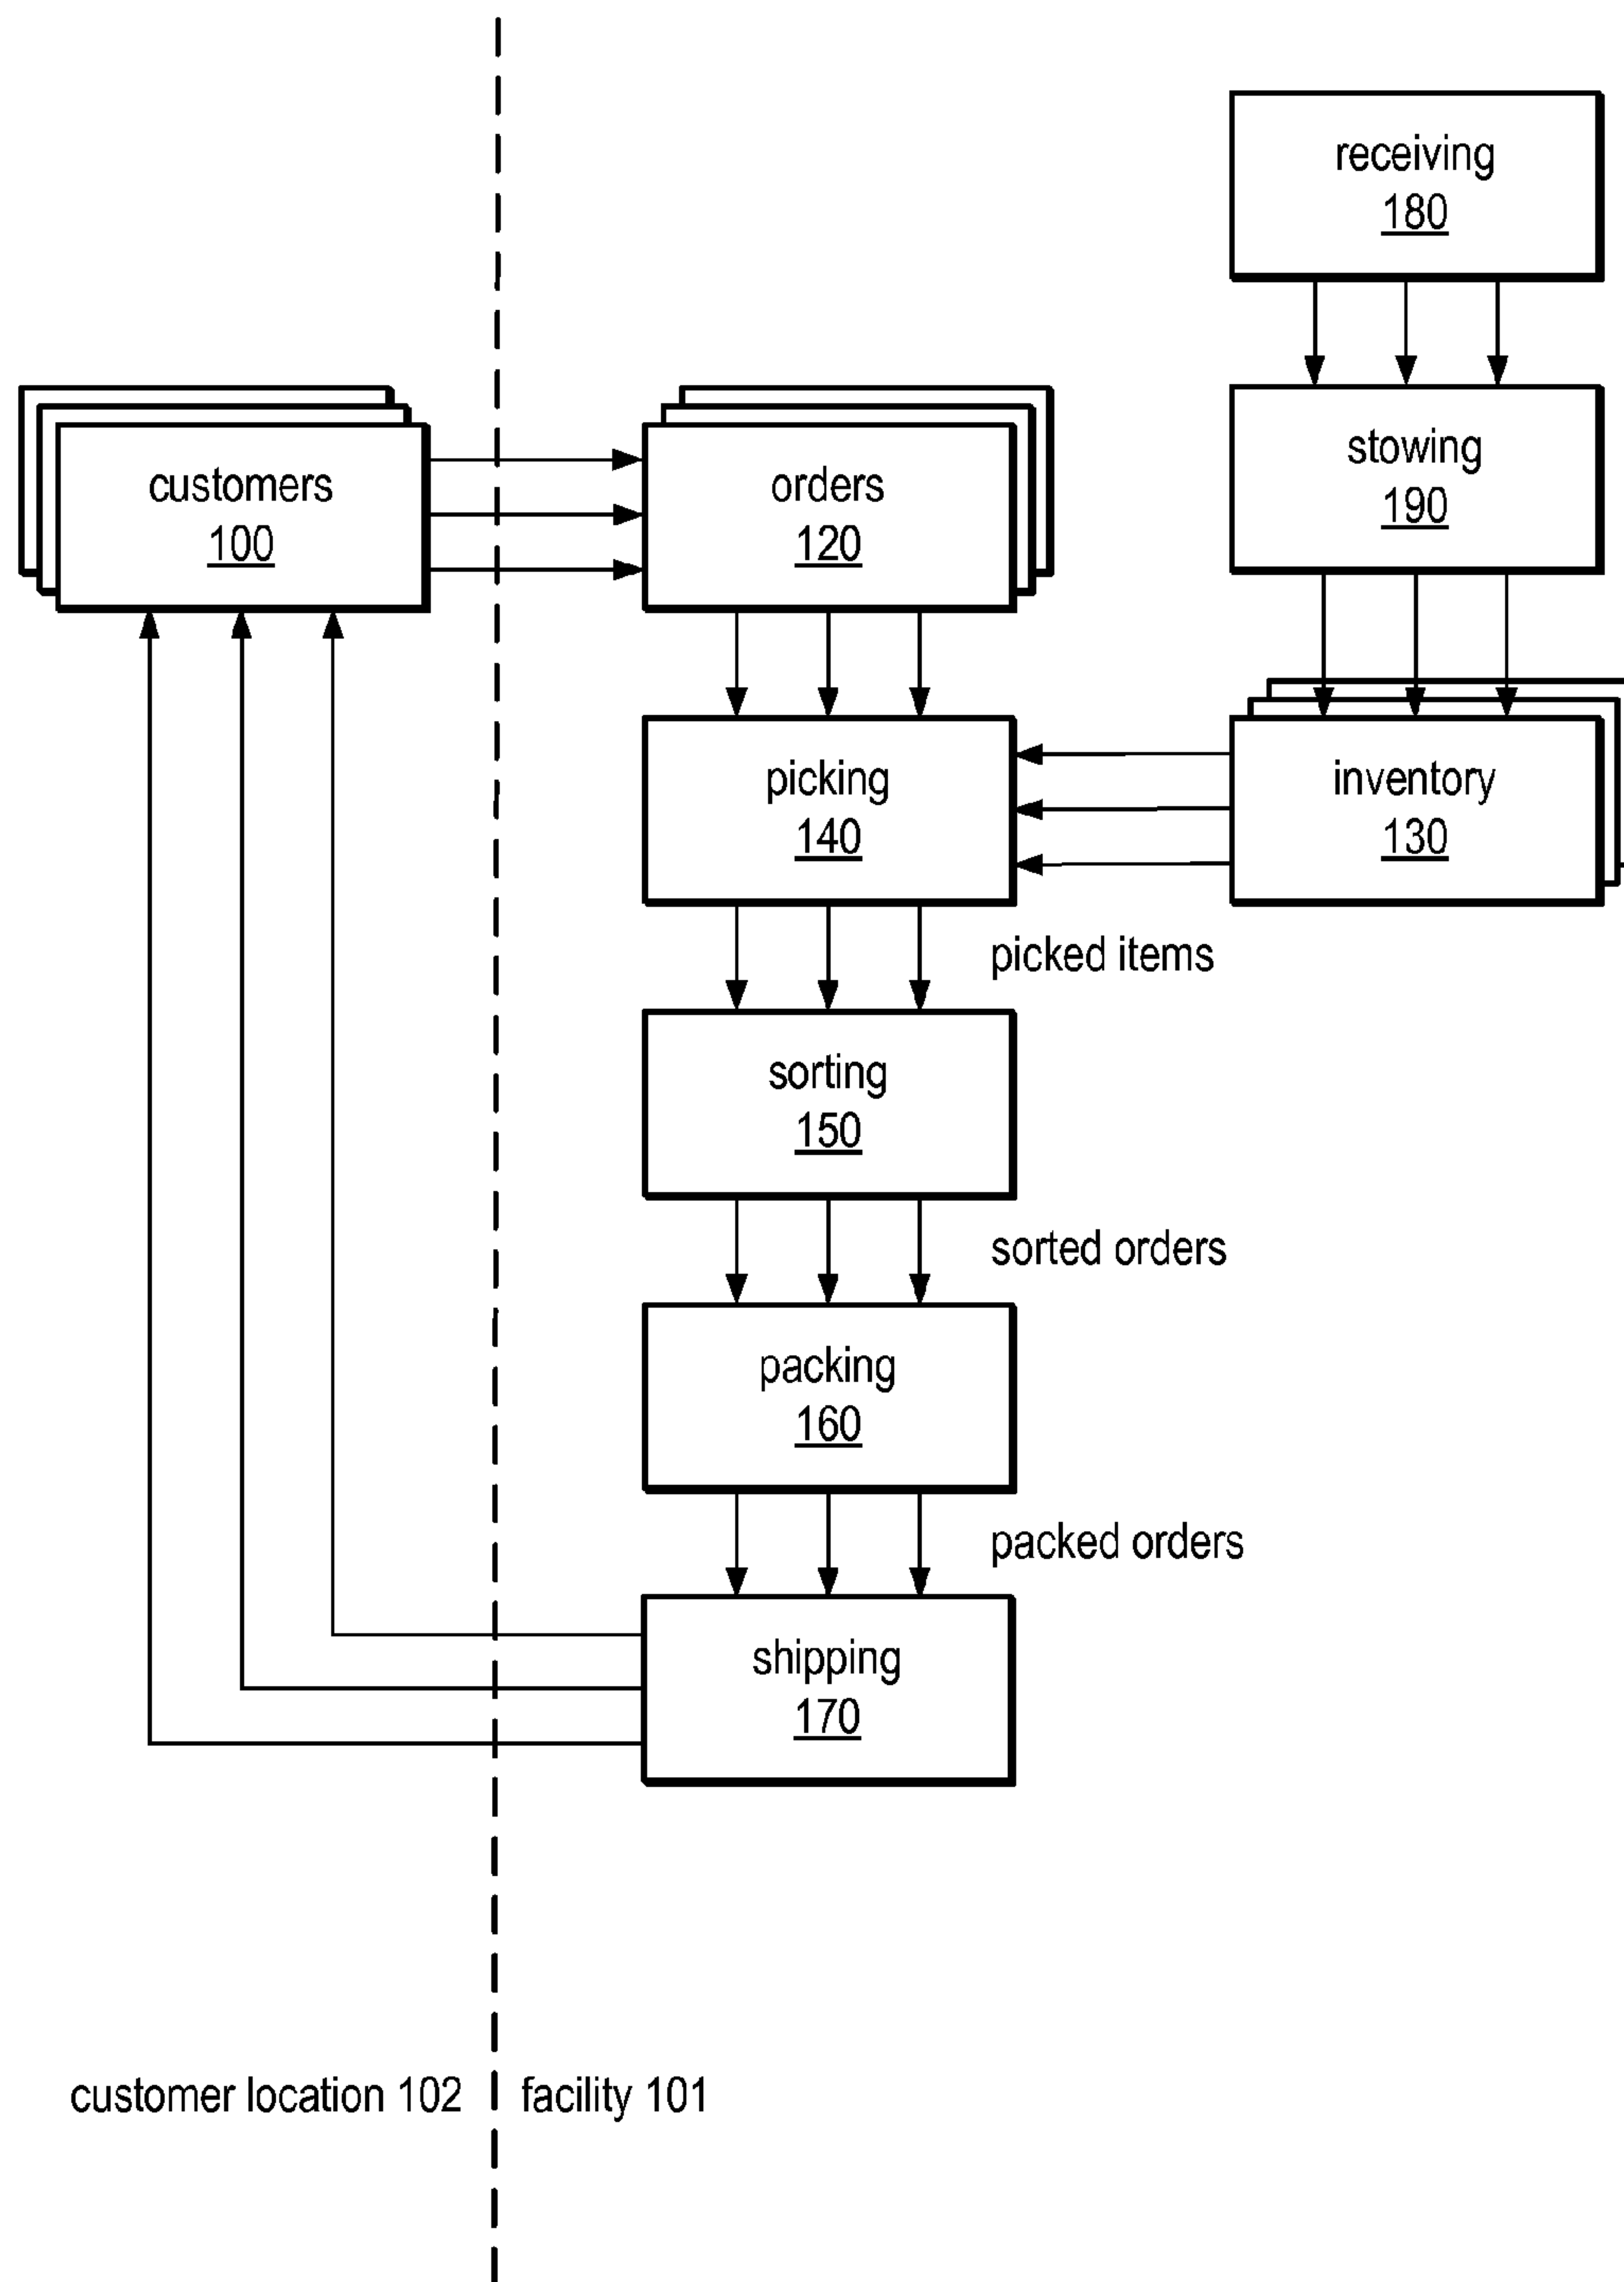 receiving
180
customers
100
orders
120
stowing
190
picking
140
inventory
130
picked items
sorting
150
sorted orders
packing
160
packed orders
shipping
170
customer location 102
facility 101